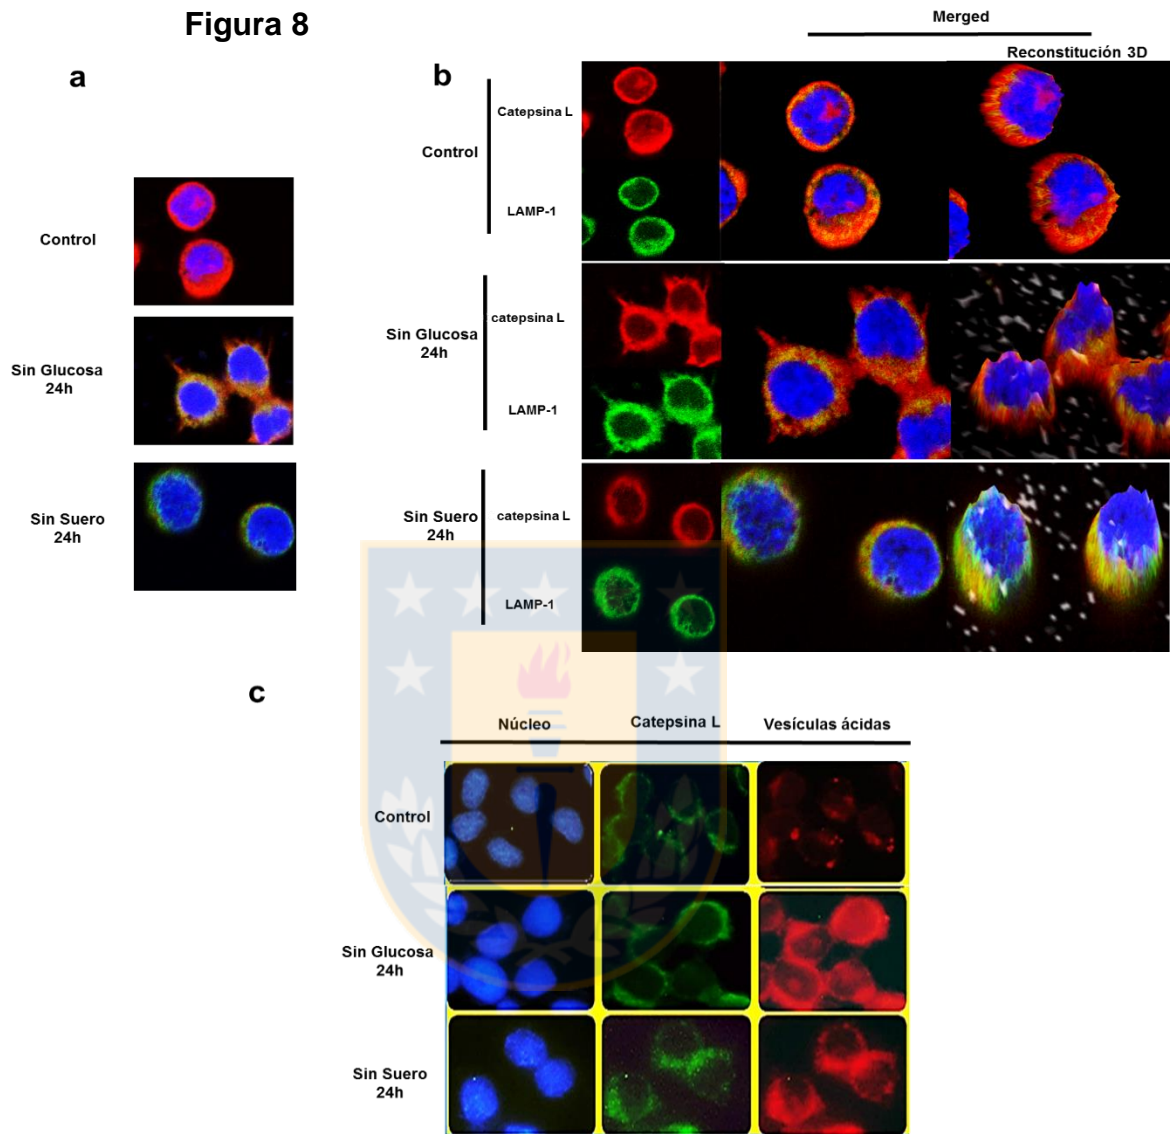 Figura 8
a
Control
Sin Glucosa
24h
Sin Suero
24h
b
Merged
Reconstitución 3D
Control
Catepsina L
LAMP-1
Sin Glucosa
24h
catepsina L
LAMP-1
Sin Suero
24h
catepsina L
LAMP-1
c
Núcleo
Catepsina L
Vesículas ácidas
Control
Sin Glucosa
24h
Sin Suero
24h